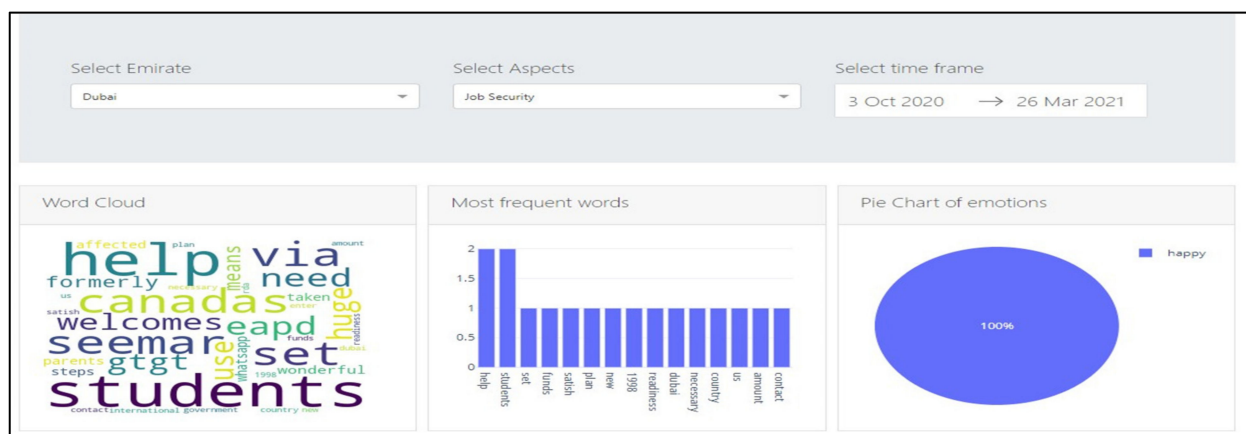 Select Emirate
Select Aspects
Select time frame
Dubai
Job Security
3 Oct 2020 → 26 Mar 2021
Word Cloud
Most frequent words
Pie Chart of emotions
affected
plan
amount
help
via
means
formerly
necessary
rda
need
us
canadas
taken
enter
huge
satish
welcomes
eapd
funds
readiness
seemar
use
whatsapp
set
dubai
parents
gtgt
steps
1998
wonderful
students
contact
international
government
country
new
2
1.5
1
0.5
0
help
students
set
funds
satish
plan
new
1998
readiness
dubai
necessary
country
us
amount
contact
happy
100%